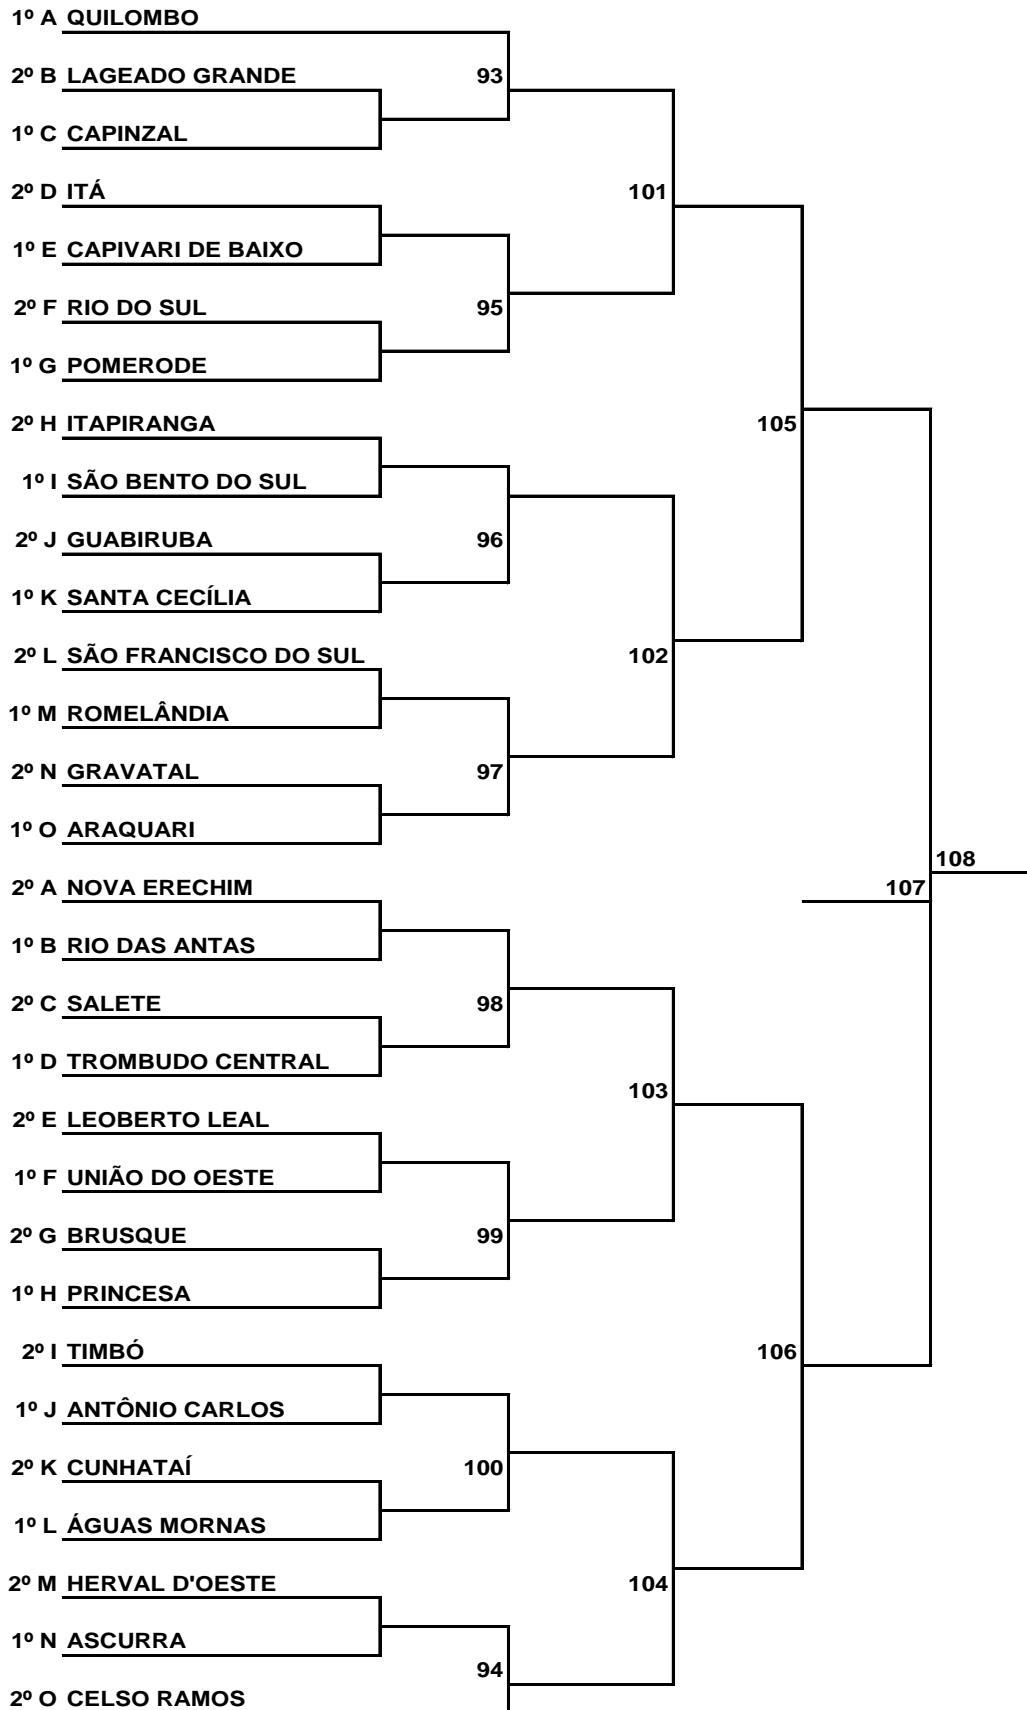 1º A QUILOMBO
2º B LAGEADO GRANDE
93
1º C CAPINZAL
2º D ITÁ
101
1º E CAPIVARI DE BAIXO
2º F RIO DO SUL
95
1º G POMERODE
2º H ITAPIRANGA
105
1º I SÃO BENTO DO SUL
2º J GUABIRUBA
96
1º K SANTA CECÍLIA
2º L SÃO FRANCISCO DO SUL
102
1º M ROMELÂNDIA
2º N GRAVATAL
97
1º O ARAQUARI
108
2º A NOVA ERECHIM
107
1º B RIO DAS ANTAS
2º C SALETE
98
1º D TROMBUDO CENTRAL
103
2º E LEOBERTO LEAL
1º F UNIÃO DO OESTE
2º G BRUSQUE
99
1º H PRINCESA
2º I TIMBÓ
106
1º J ANTÔNIO CARLOS
2º K CUNHATAÍ
100
1º L ÁGUAS MORNAS
2º M HERVAL D'OESTE
104
1º N ASCURRA
94
2º O CELSO RAMOS